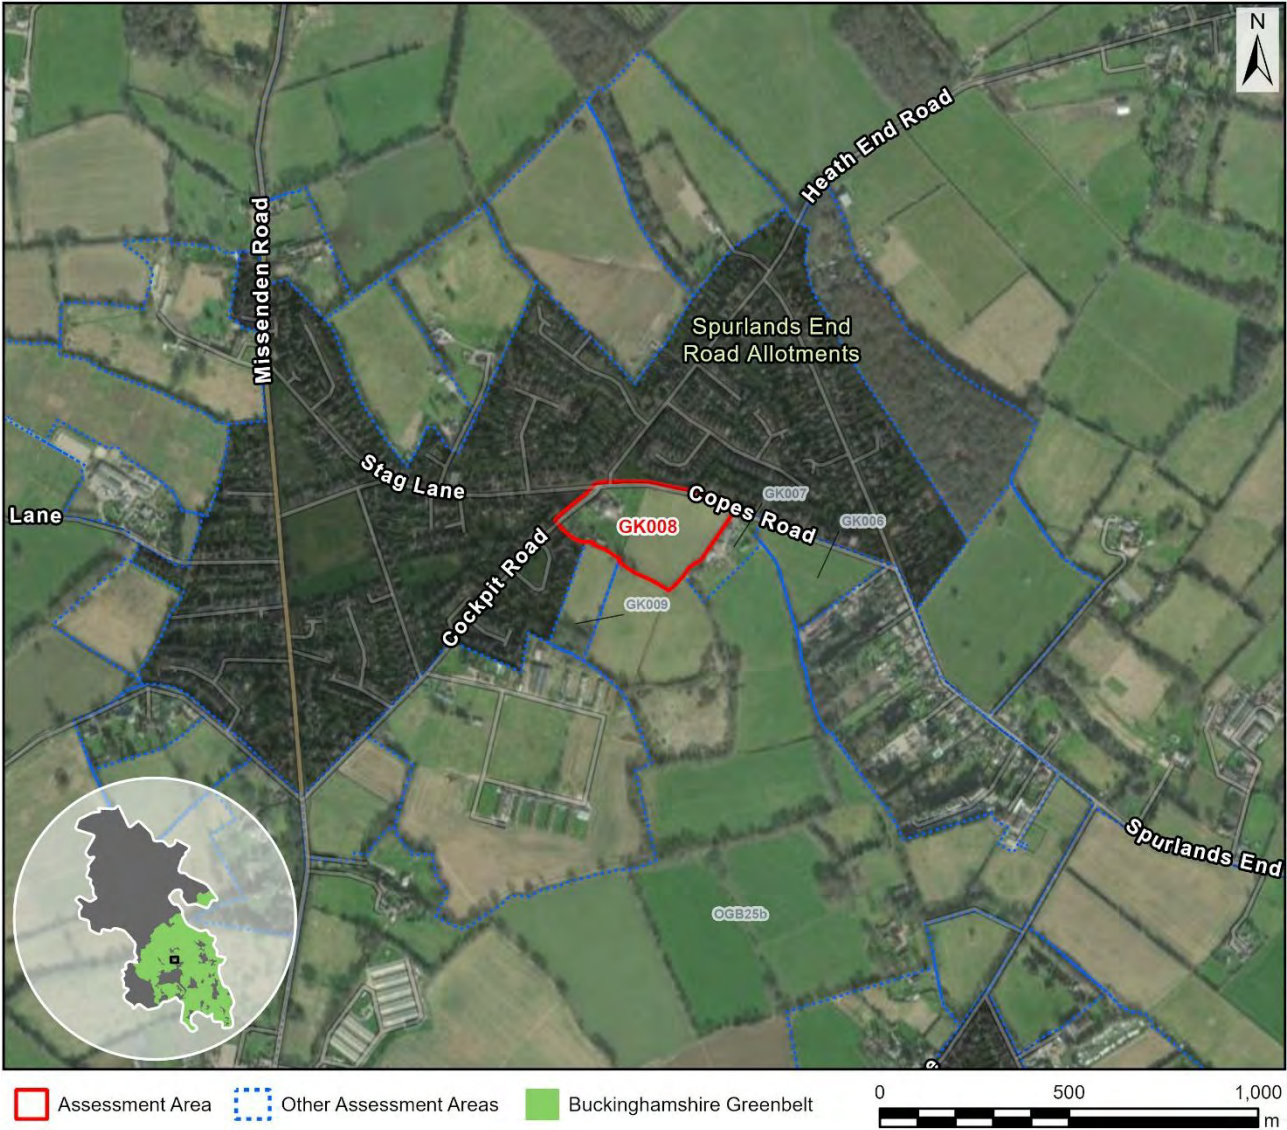 N
Heath End Road
Missenden Road
Spurlands End
Road Allotments
Stag Lane
Copes Road
GK007
Lane
GK008
GK006
Cockpit Road
GK009
Spurlands End
OGB25b
Assessment Area
Other Assessment Areas
Buckinghamshire Greenbelt
0 500 1,000
m